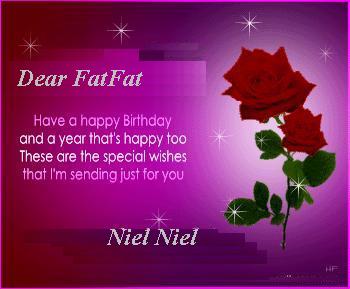 Dear FatFat
Have a happy Birthday
and a year that's happy too
These are the special wishes
that I'm sending just for you
Niel Niel